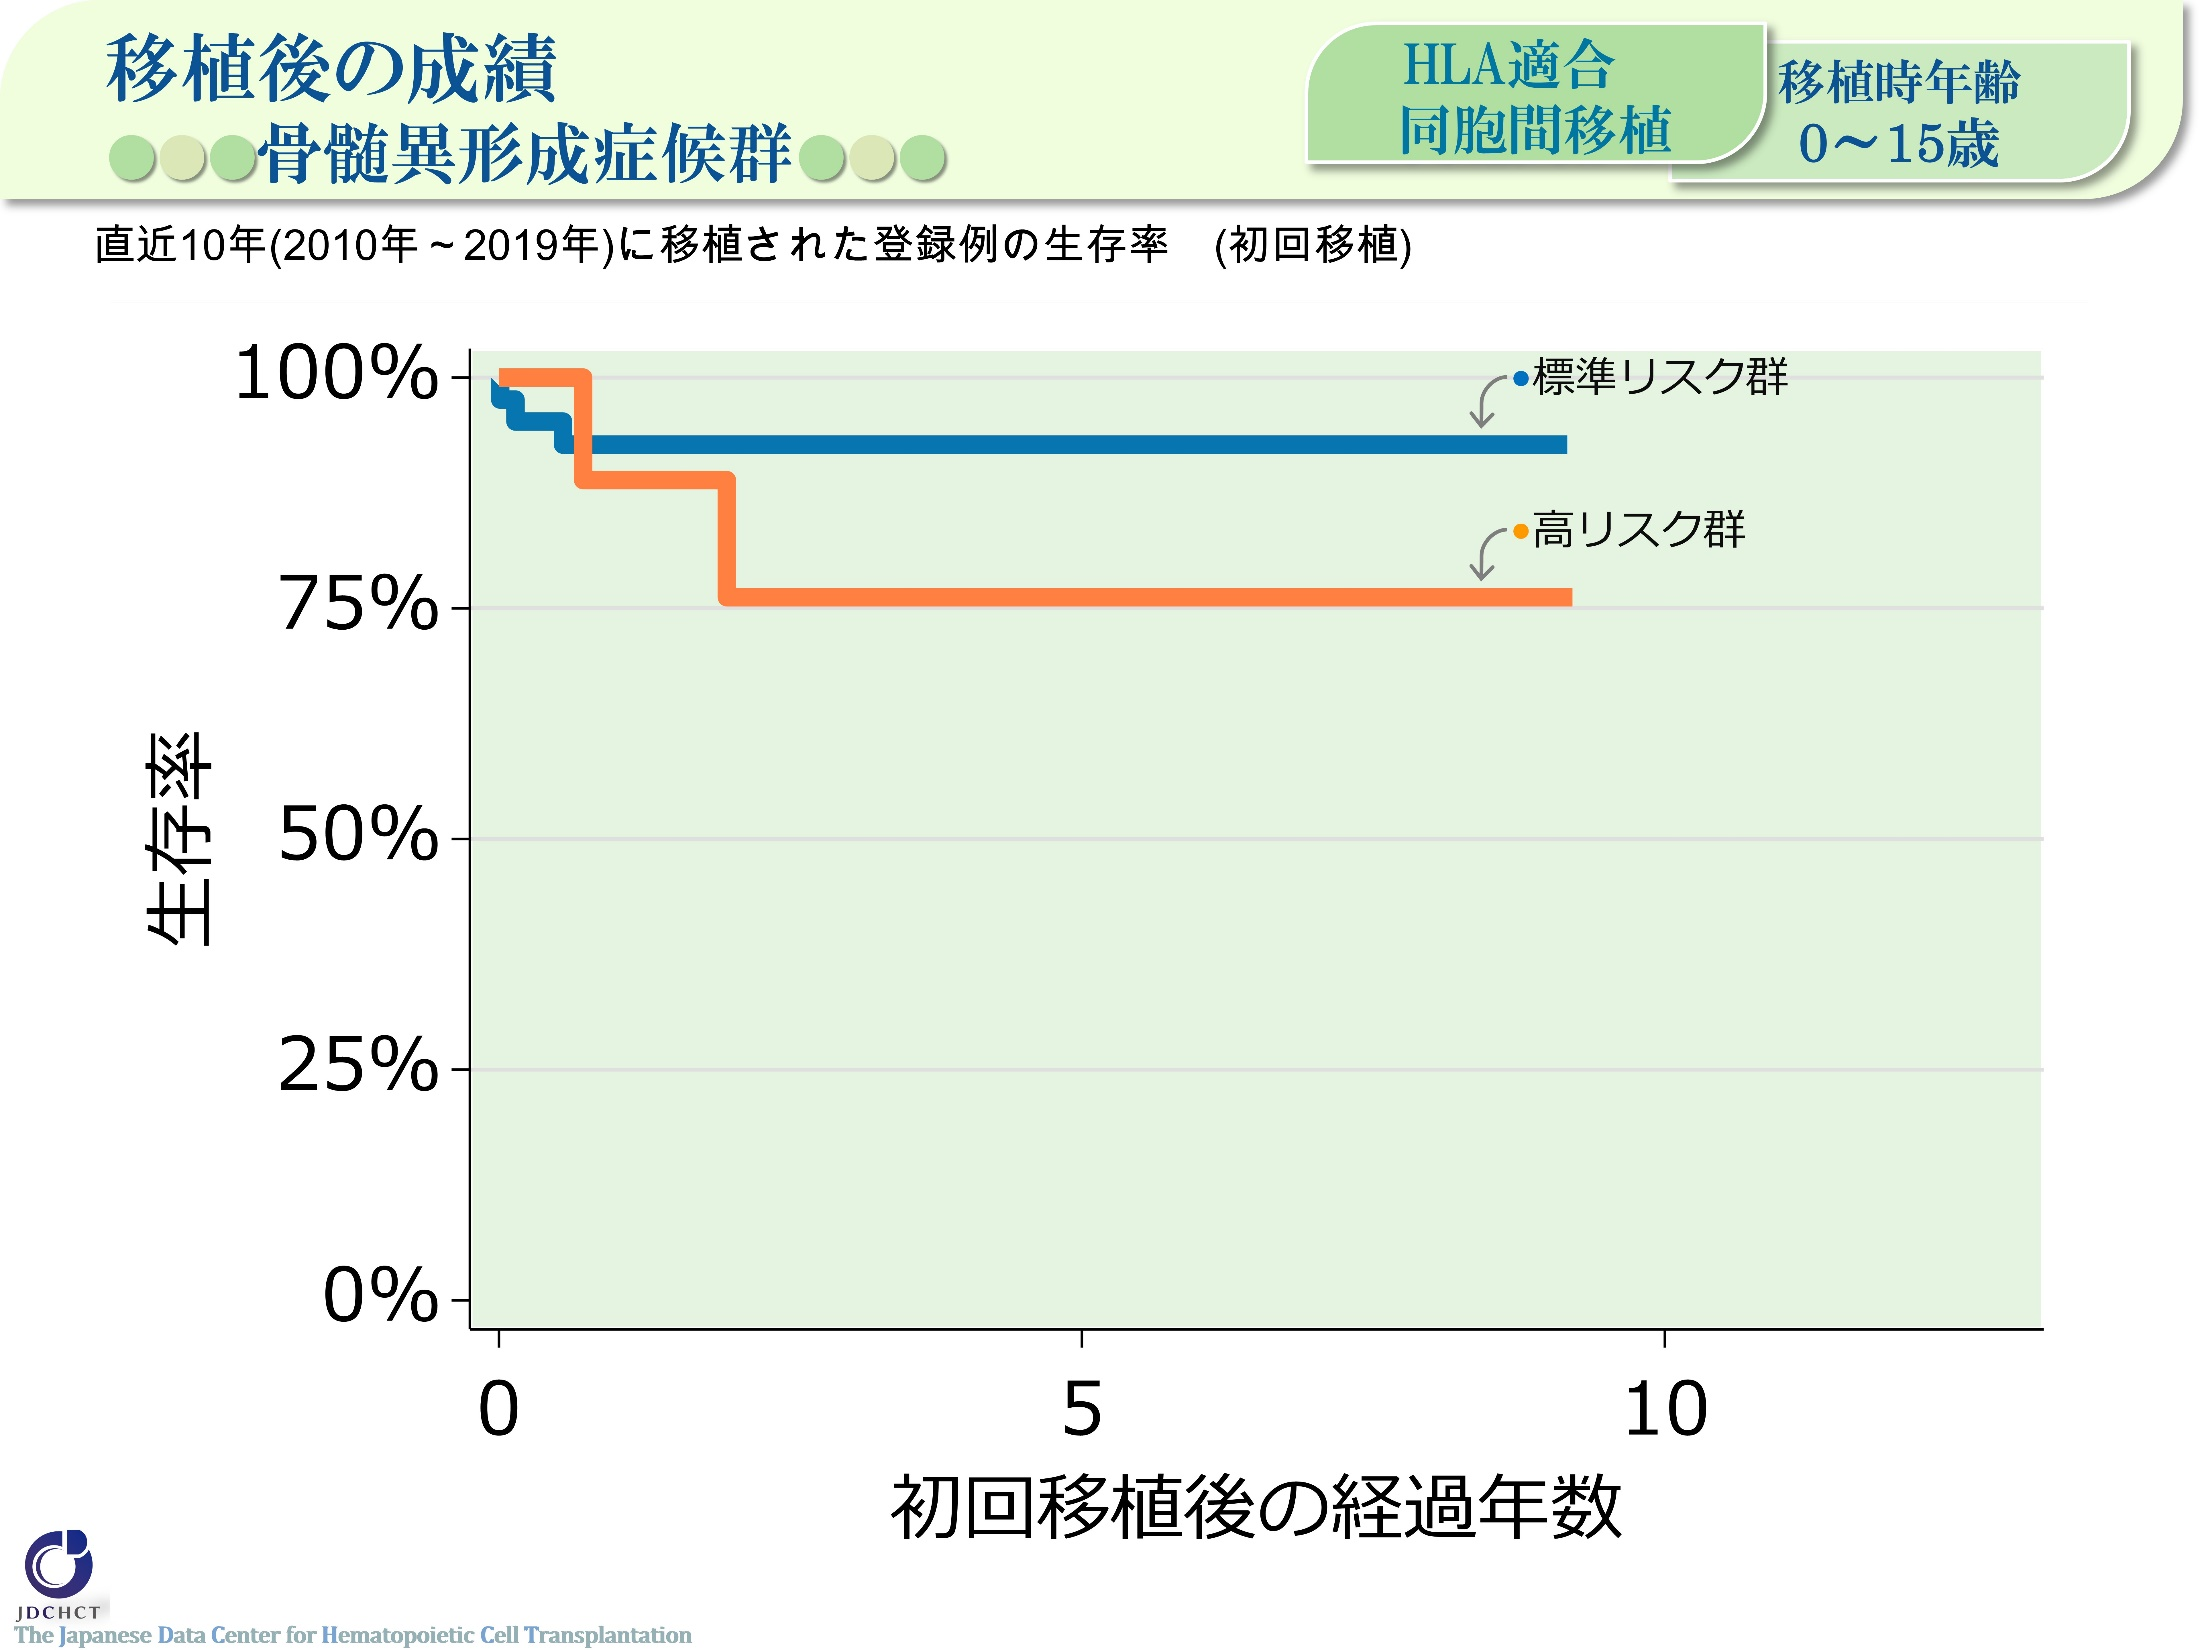 移植後の成績
骨髄異形成症候群
HLA適合
同胞間移植
移植時年齢
0〜15歳
直近10年(2010年～2019年)に移植された登録例の生存率　(初回移植)
100%
75%
50%
25%
0%
生存率
標準リスク群
高リスク群
0
5
10
初回移植後の経過年数
JDCHCT
The Japanese Data Center for Hematopoietic Cell Transplantation